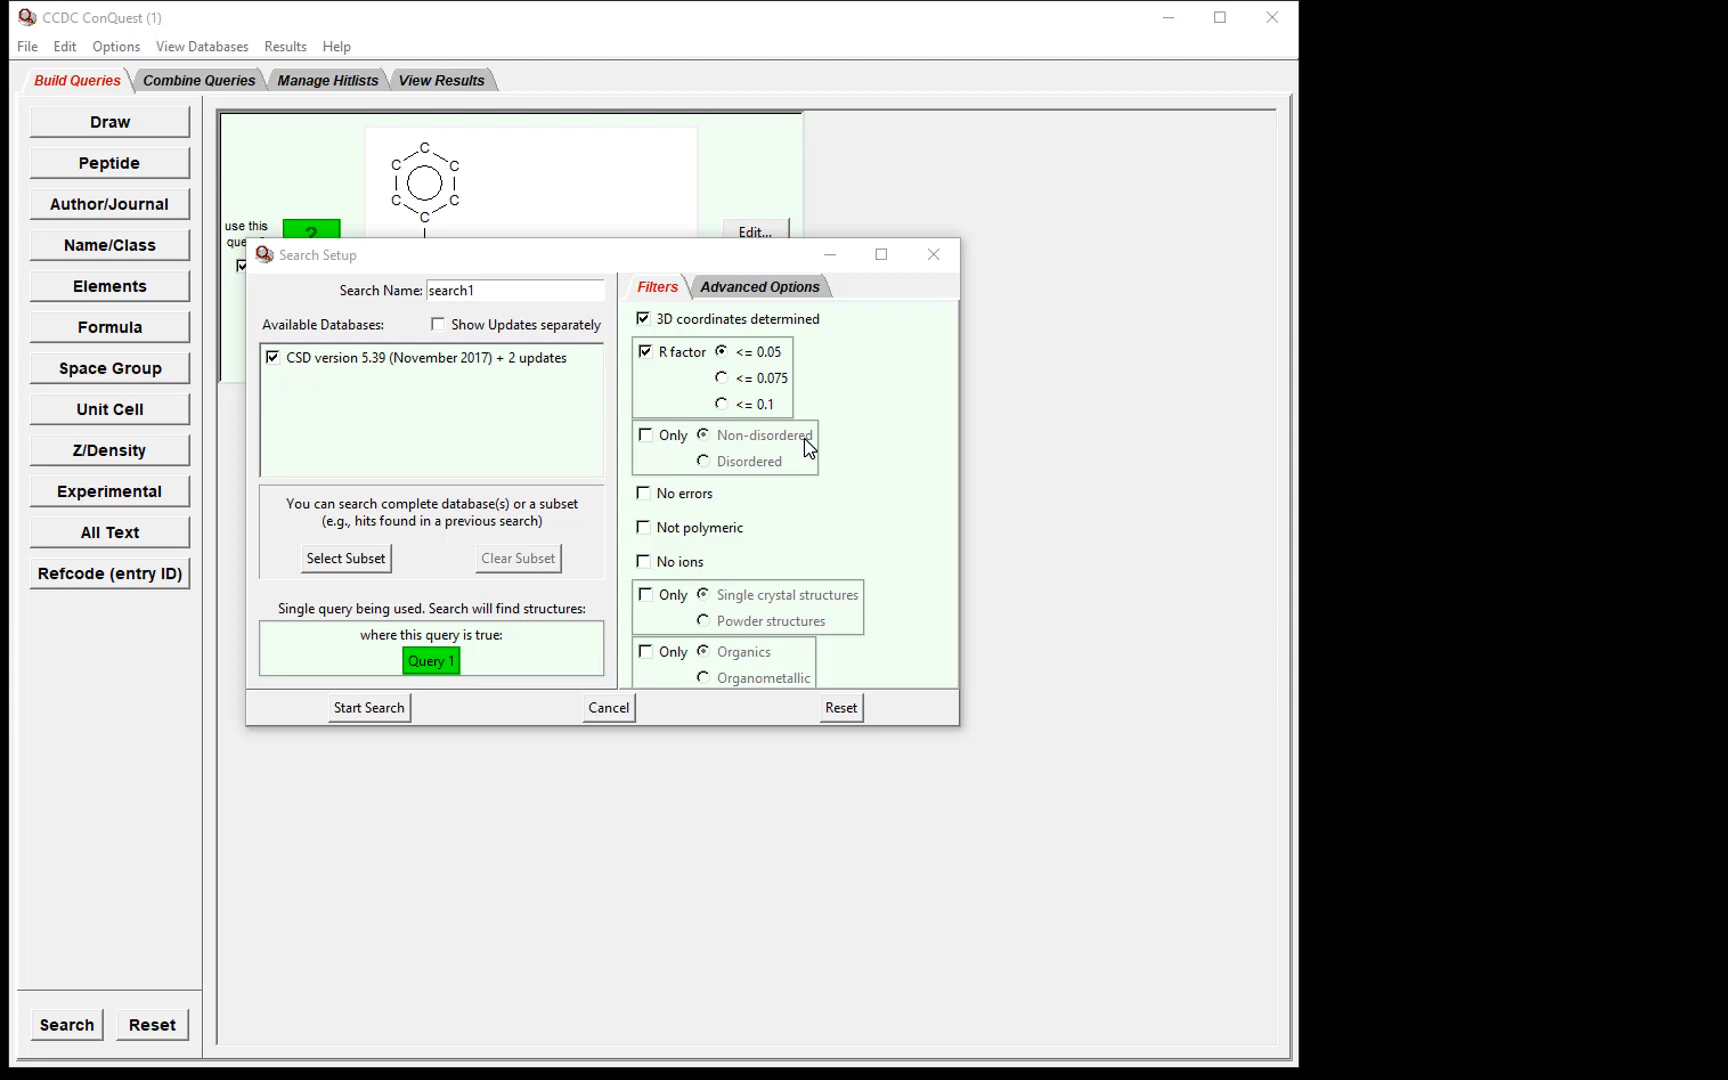 CCDC ConQuest (1)
File Edit Options View Databases Results Help
Build Queries Combine Queries Manage Hitlists View Results
Draw
Peptide
Author/Journal
Name/Class
Elements
Formula
Space Group
Unit Cell
Z/Density
Experimental
All Text
Refcode (entry ID)
Search Reset
C
C C
C C
C
use this
que
?
Edit...
Search Setup
Search Name: search1
Available Databases: Show Updates separately
CSD version 5.39 (November 2017) + 2 updates
You can search complete database(s) or a subset
(e.g., hits found in a previous search)
Select Subset Clear Subset
Single query being used. Search will find structures:
where this query is true:
Query 1
Filters Advanced Options
3D coordinates determined
R factor <= 0.05
<= 0.075
<= 0.1
Only Non-disordered
Disordered
No errors
Not polymeric
No ions
Only Single crystal structures
Powder structures
Only Organics
Organometallic
Start Search Cancel Reset